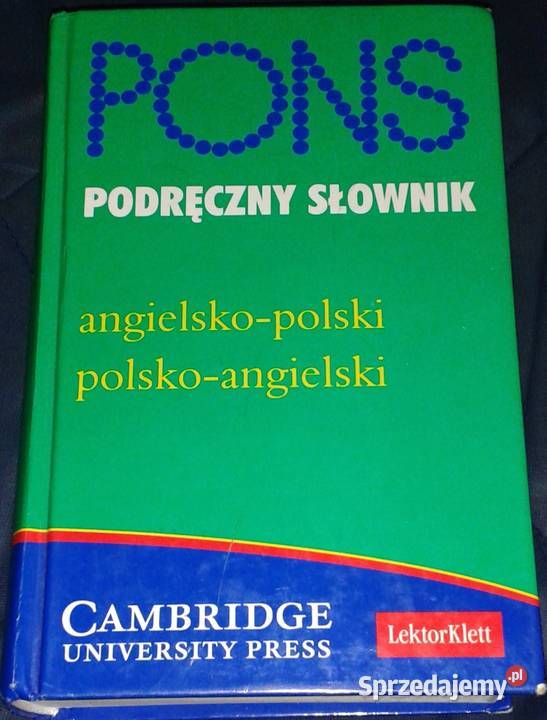 PONS
PODRĘCZNY SŁOWNIK
angielsko-polski
polsko-angielski
CAMBRIDGE
UNIVERSITY PRESS
LektorKlett
Sprzedajemy.pl